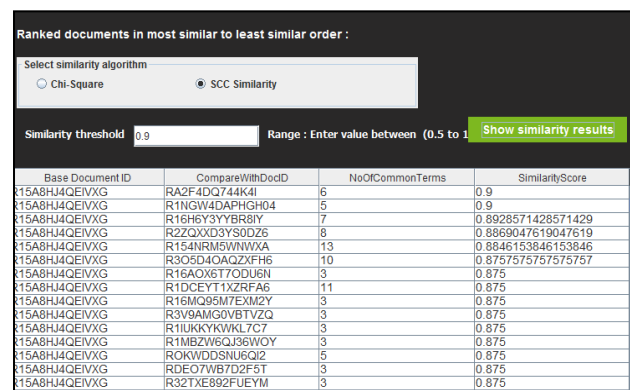 Ranked documents in most similar to least similar order :
Select similarity algorithm
Chi-Square SCC Similarity
Similarity threshold 0.9 Range : Enter value between (0.5 to 1 Show similarity results
Base Document ID CompareWithDocID NoOfCommonTerms SimilarityScore
R15A8HJ4QEIVXG RA2F4DQ744K4I 6 0.9
R15A8HJ4QEIVXG R1NGW4DAPHGH04 5 0.9
R15A8HJ4QEIVXG R16H6Y3YYBR8IY 7 0.8928571428571429
R15A8HJ4QEIVXG R2ZQXXD3YS0DZ6 8 0.8869047619047619
R15A8HJ4QEIVXG R154NRM5WNWXA 13 0.8846153846153846
R15A8HJ4QEIVXG R3O5D4OAQZXFH6 10 0.8757575757575757
R15A8HJ4QEIVXG R16AOX6T7ODU6N 3 0.875
R15A8HJ4QEIVXG R1DCEYT1XZRFA6 11 0.875
R15A8HJ4QEIVXG R16MQ95M7EXM2Y 3 0.875
R15A8HJ4QEIVXG R3V9AMG0VBTVZQ 3 0.875
R15A8HJ4QEIVXG R1IUKKYKWKL7C7 3 0.875
R15A8HJ4QEIVXG R1MBZW6QJ36WOY 3 0.875
R15A8HJ4QEIVXG ROKWDDSNU6QI2 5 0.875
R15A8HJ4QEIVXG RDEO7WB7D2F5T 3 0.875
R15A8HJ4QEIVXG R32TXE892FUEYM 3 0.875